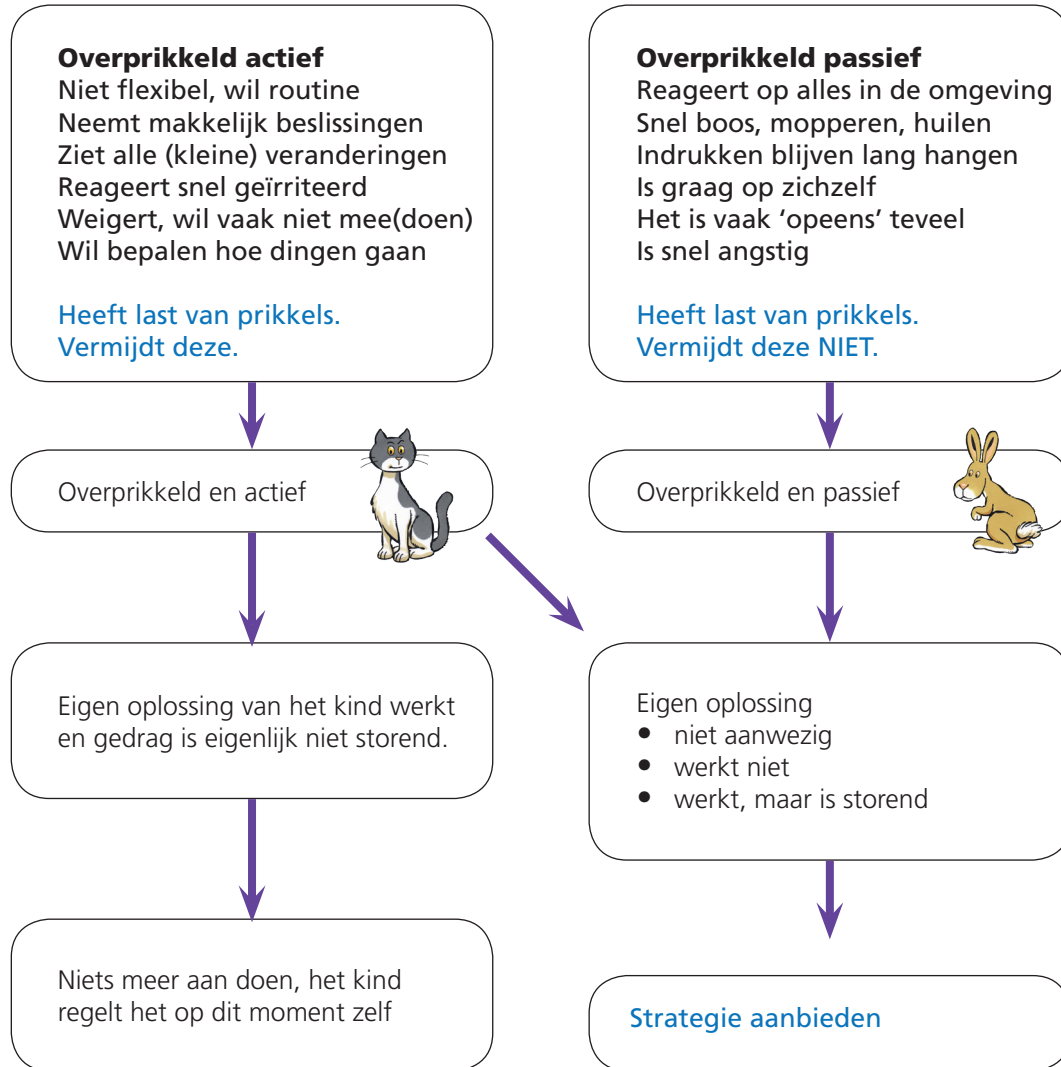 Overprikkeld actief
Niet flexibel, wil routine
Neemt makkelijk beslissingen
Ziet alle (kleine) veranderingen
Reageert snel geïrriteerd
Weigert, wil vaak niet mee(doen)
Wil bepalen hoe dingen gaan
Heeft last van prikkels.
Vermijdt deze.
Overprikkeld passief
Reageert op alles in de omgeving
Snel boos, mopperen, huilen
Indrukken blijven lang hangen
Is graag op zichzelf
Het is vaak ‘opeens’ teveel
Is snel angstig
Heeft last van prikkels.
Vermijdt deze NIET.
Overprikkeld en actief
Overprikkeld en passief
Eigen oplossing van het kind werkt
en gedrag is eigenlijk niet storend.
Eigen oplossing
• niet aanwezig
• werkt niet
• werkt, maar is storend
Niets meer aan doen, het kind
regelt het op dit moment zelf
Strategie aanbieden